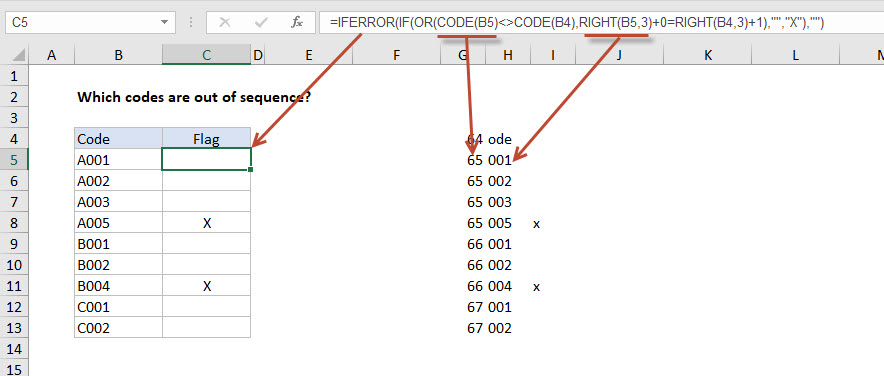 C5 fx =IFERROR(IF(OR(CODE(B5)<>CODE(B4),RIGHT(B5,3)+0=RIGHT(B4,3)+1),"","X"),"")
A B C D E F G H I J K L M
1
2 Which codes are out of sequence?
3
4 Code Flag 64 ode
5 A001 65 001
6 A002 65 002
7 A003 65 003
8 A005 X 65 005 x
9 B001 66 001
10 B002 66 002
11 B004 X 66 004 x
12 C001 67 001
13 C002 67 002
14
15